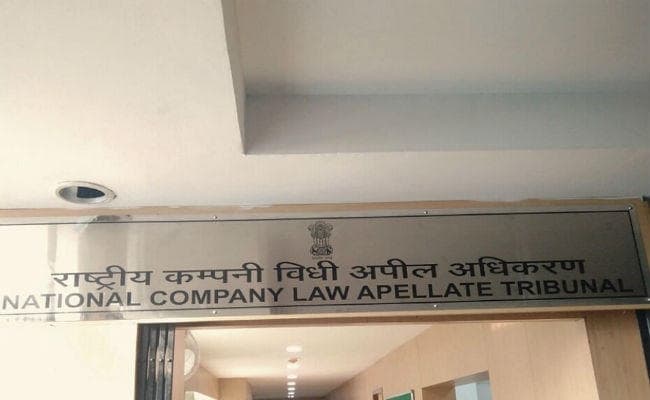 राष्ट्रीय कम्पनी विधी अपील अधिकरण
NATIONAL COMPANY LAW APELLATE TRIBUNAL